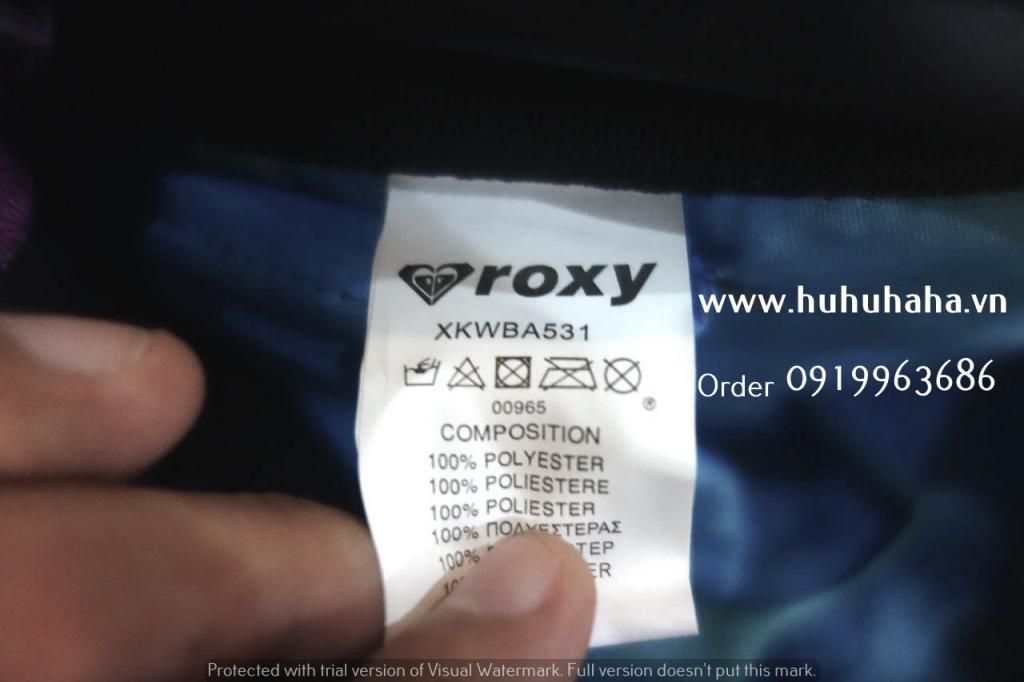 roxy
XKWBA531
00965
®
COMPOSITION
100% POLYESTER
100% POLIESTERE
100% POLIESTER
100% ΠΟΛΥΕΣΤΕΡΑΣ
100%
www.huhuhaha.vn
Order 0919963686
Protected with trial version of Visual Watermark. Full version doesn't put this mark.